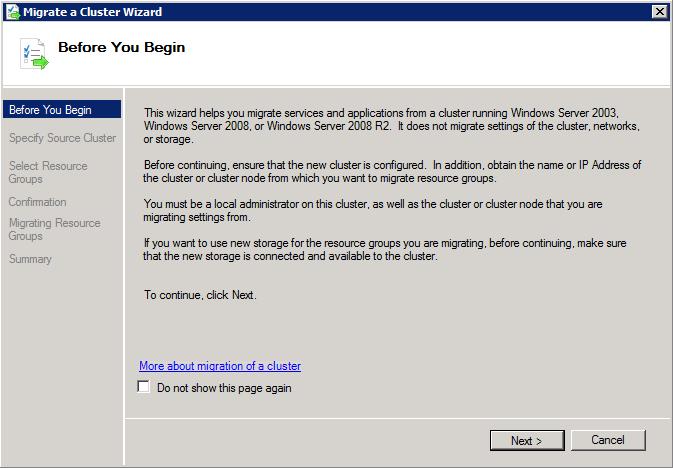 Migrate a Cluster Wizard
Before You Begin
Before You Begin
Specify Source Cluster
Select Resource
Groups
Confirmation
Migrating Resource
Groups
Summary
This wizard helps you migrate services and applications from a cluster running Windows Server 2003,
Windows Server 2008, or Windows Server 2008 R2.  It does not migrate settings of the cluster, networks,
or storage.
Before continuing, ensure that the new cluster is configured.  In addition, obtain the name or IP Address of
the cluster or cluster node from which you want to migrate resource groups.
You must be a local administrator on this cluster, as well as the cluster or cluster node that you are
migrating settings from.
If you want to use new storage for the resource groups you are migrating, before continuing, make sure
that the new storage is connected and available to the cluster.
To continue, click Next.
More about migration of a cluster
Do not show this page again
Next >
Cancel